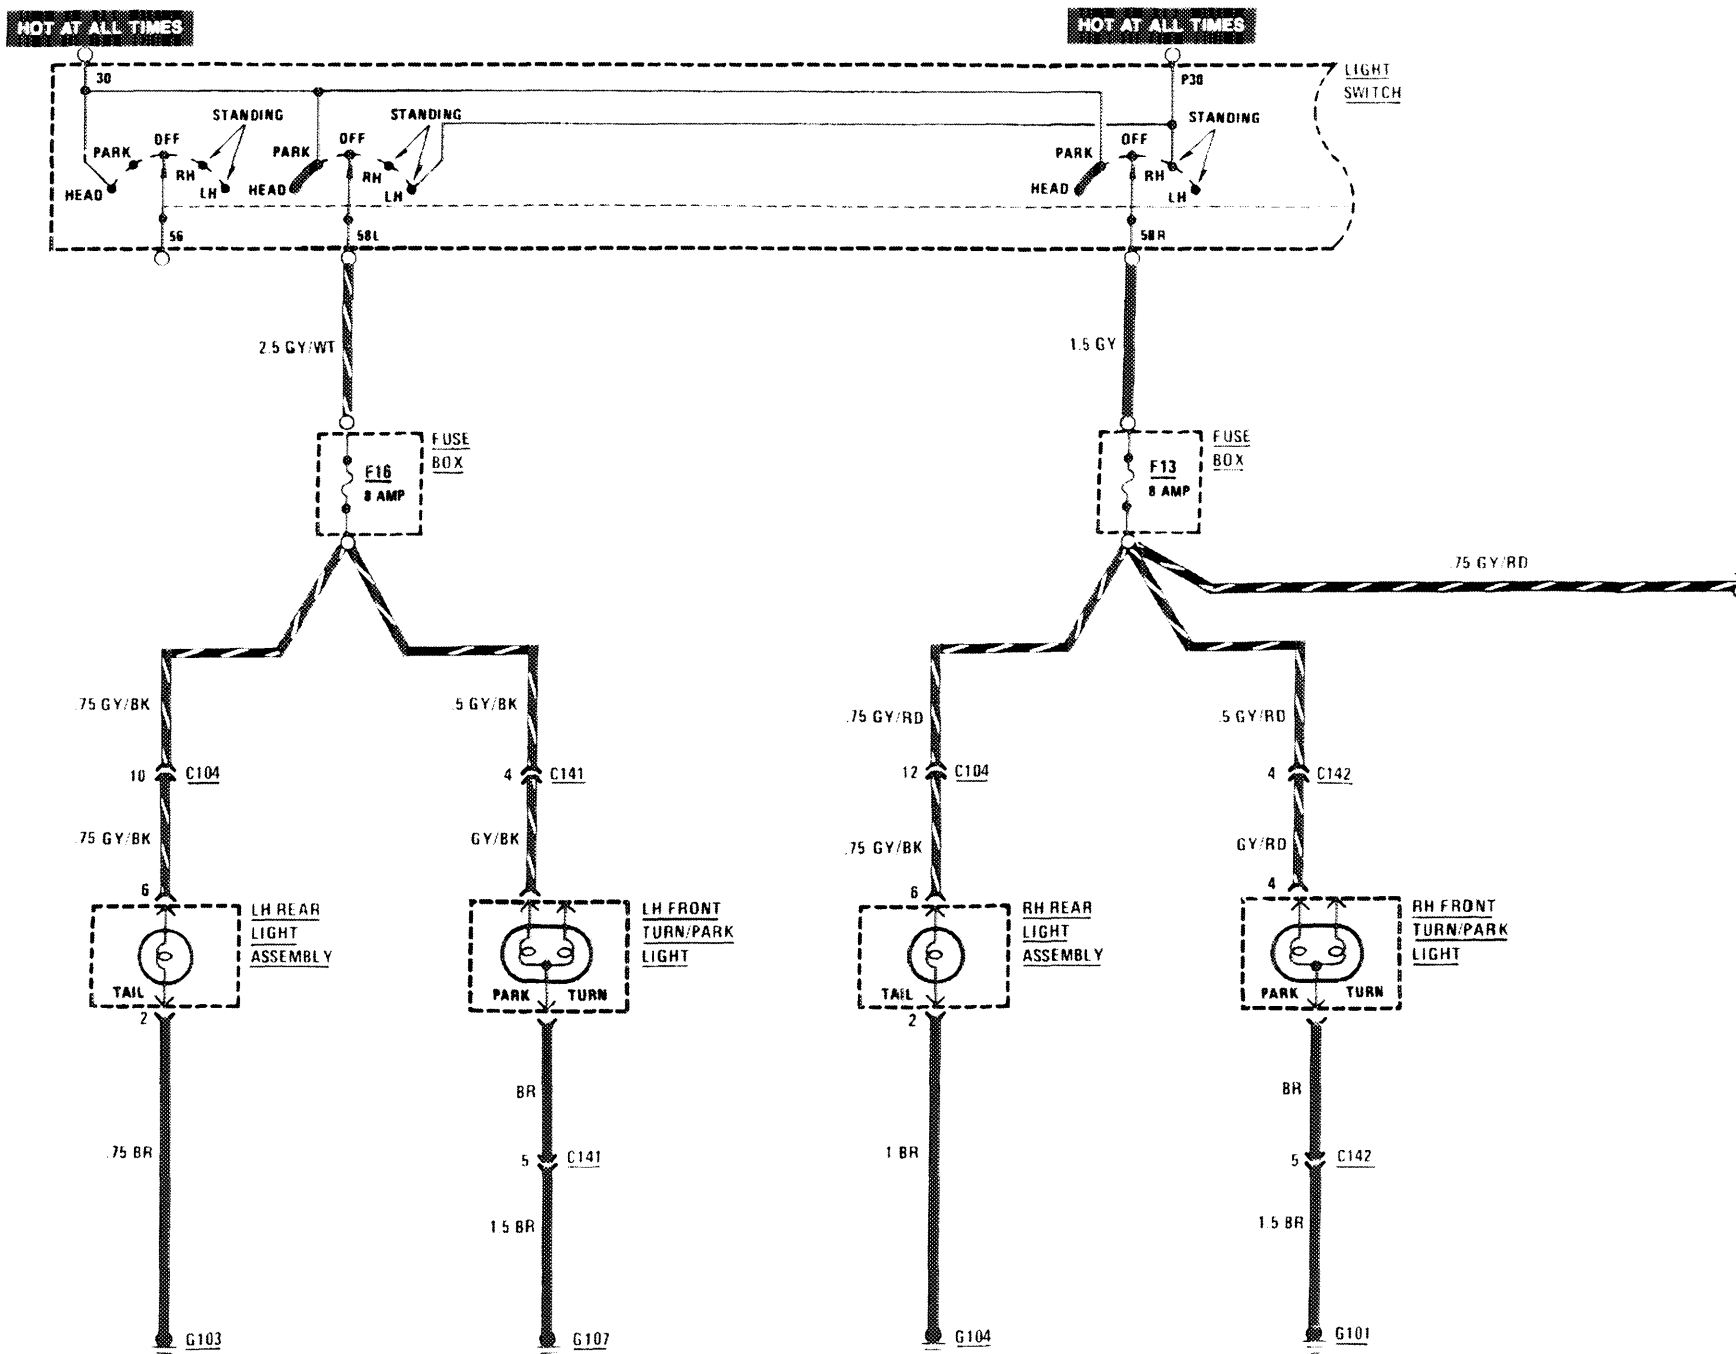 HOT AT ALL TIMES
HOT AT ALL TIMES
30
P30
LIGHT
SWITCH
STANDING
STANDING
STANDING
OFF
OFF
OFF
PARK
PARK
PARK
RH
RH
RH
HEAD
LH
HEAD
LH
HEAD
LH
56
58L
58R
2.5 GY/WT
1.5 GY
FUSE
BOX
F16
8 AMP
FUSE
BOX
F13
8 AMP
.75 GY/RD
.75 GY/BK
.5 GY/BK
.75 GY/RD
.5 GY/RD
10
C104
4
C141
12
C104
4
C142
.75 GY/BK
GY/BK
.75 GY/BK
GY/RD
6
6
4
LH REAR
LIGHT
ASSEMBLY
TAIL
LH FRONT
TURN/PARK
LIGHT
PARK
TURN
RH REAR
LIGHT
ASSEMBLY
TAIL
RH FRONT
TURN/PARK
LIGHT
PARK
TURN
2
2
BR
BR
.75 BR
5
C141
1 BR
5
C142
1.5 BR
1.5 BR
G103
G107
G104
G101